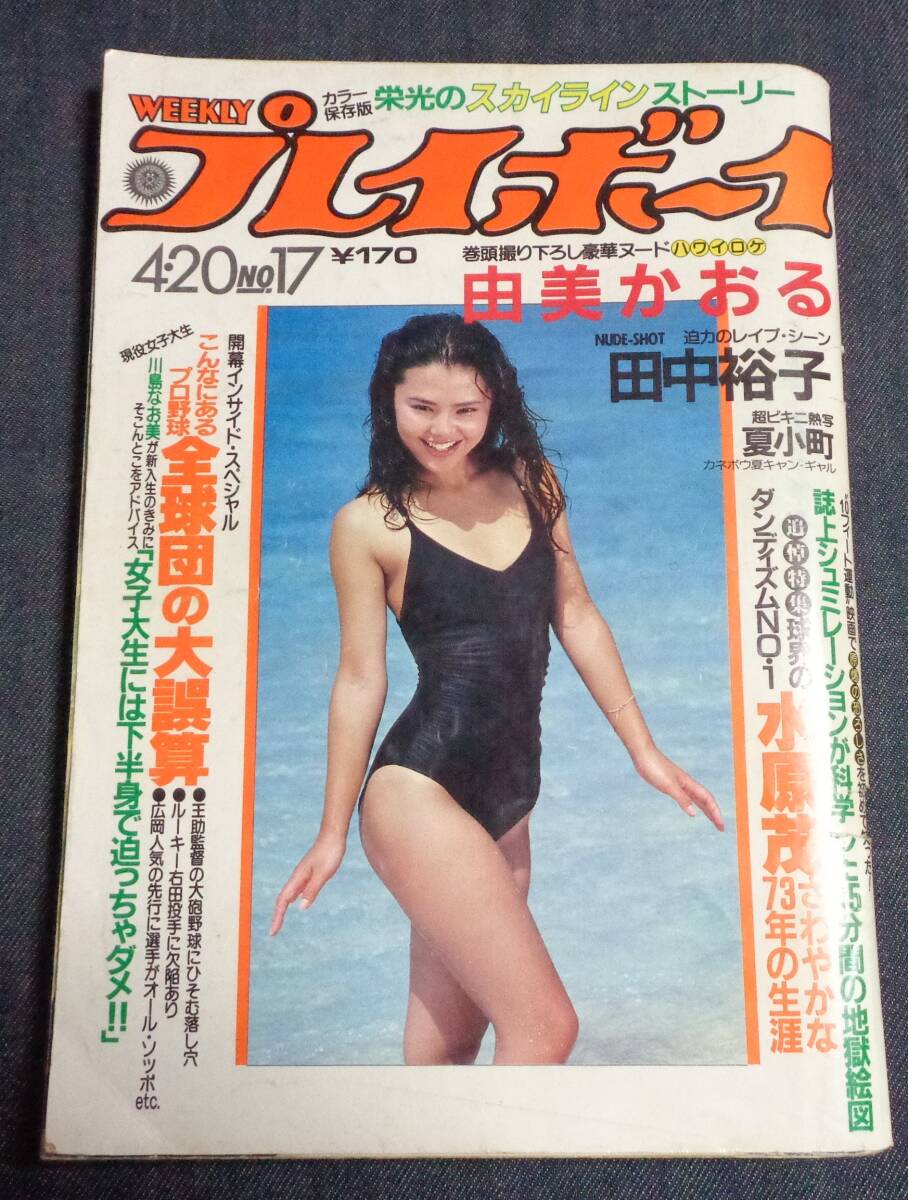 WEEKLY
カラー
保存版
栄光のスカイラインストーリー
プレイボーイ
4・20 NO.17
¥170
巻頭撮り下ろし豪華ヌード ハワイロケ
由美かおる
NUDE-SHOT 迫力のレイプ・シーン
田中裕子
超ビキニ熱写
夏小町
カネボウ夏キャン・ギャル
"10フィート運動"映画で
誌上シュミレーションが科学
15分間の地獄絵図
追悼特集 球界の
ダンディズムNO・1
水原茂
さわやかな
73年の生涯
開幕インサイド・スペシャル
こんなにある
プロ野球
全球団の大誤算
●王助監督の大砲野球にひそむ落し穴
●ルーキー右田投手に欠陥あり
●広岡人気の先行に選手がオール・ソッポ
etc.
現役女子大生
川島なお美が新入生のきみに
そこんとこをアドバイス
「女子大生には下半身で迫っちゃダメ!!」